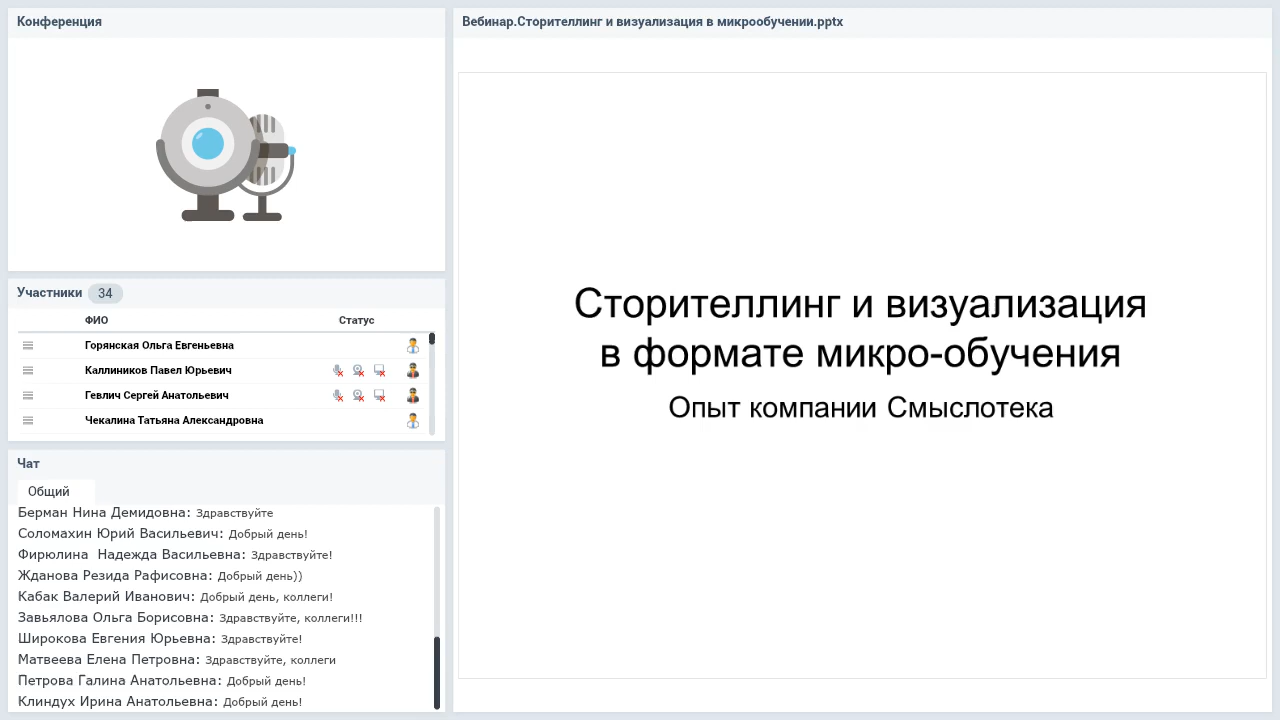 Конференция
Участники 34
ФИО Статус
Горянская Ольга Евгеньевна
Каллиников Павел Юрьевич
Гевлич Сергей Анатольевич
Чекалина Татьяна Александровна
Чат
Общий
Берман Нина Демидовна: Здравствуйте
Соломахин Юрий Васильевич: Добрый день!
Фирюлина  Надежда Васильевна: Здравствуйте!
Жданова Резида Рафисовна: Добрый день))
Кабак Валерий Иванович: Добрый день, коллеги!
Завьялова Ольга Борисовна: Здравствуйте, коллеги!!!
Широкова Евгения Юрьевна: Здравствуйте!
Матвеева Елена Петровна: Здравствуйте, коллеги
Петрова Галина Анатольевна: Добрый день!
Клиндух Ирина Анатольевна: Добрый день!
Вебинар.Сторителлинг и визуализация в микрообучении.pptx
Сторителлинг и визуализация
в формате микро-обучения
Опыт компании Смыслотека